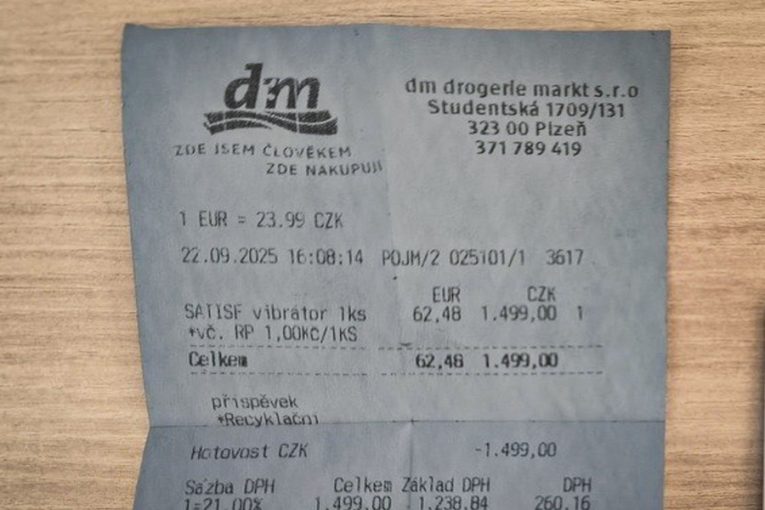 dm
ZDE JSEM ČLOVĚKEM
ZDE NAKUPUJI
dm drogerie markt s.r.o
Studentská 1709/131
323 00 Plzeň
371 789 419
1 EUR = 23.99 CZK
22.09.2025 16:08:14 POJM/2 025101/1 3617
EUR CZK
SATISF vibrátor 1ks 62,48 1.499,00 1
*vč. RP 1,00Kč/1KS
Celkem 62,48 1.499,00
příspěvek
*Recyklační
Hotovost CZK -1.499,00
Sazba DPH Celkem Základ DPH DPH
1=21.00% 1.499.00 1.238.84 260.16